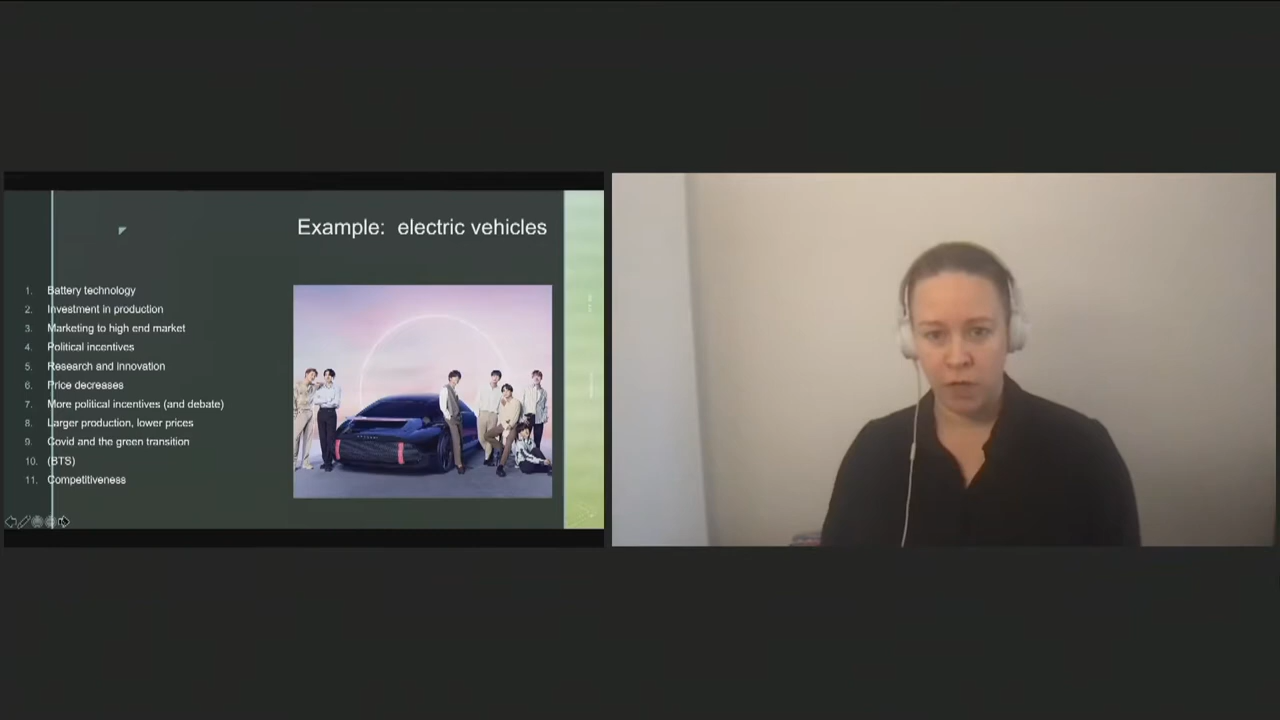 Example: electric vehicles
1. Battery technology
2. Investment in production
3. Marketing to high end market
4. Political incentives
5. Research and innovation
6. Price decreases
7. More political incentives (and debate)
8. Larger production, lower prices
9. Covid and the green transition
10. (BTS)
11. Competitiveness